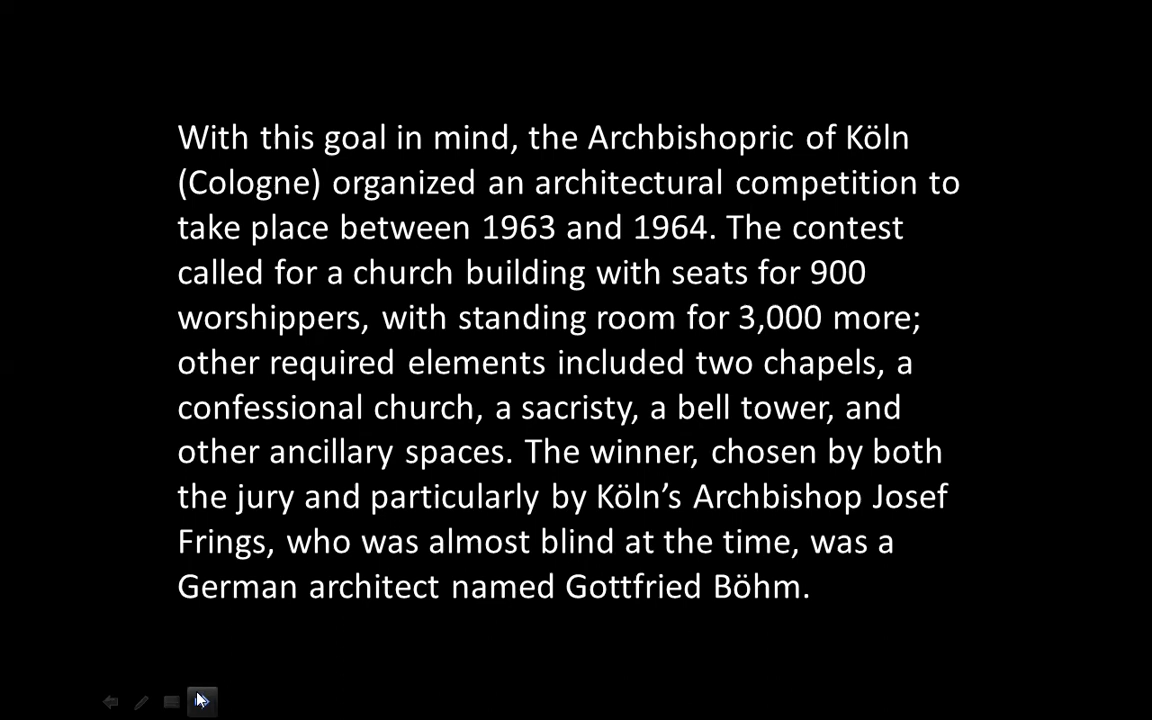 With this goal in mind, the Archbishopric of Köln
(Cologne) organized an architectural competition to
take place between 1963 and 1964. The contest
called for a church building with seats for 900
worshippers, with standing room for 3,000 more;
other required elements included two chapels, a
confessional church, a sacristy, a bell tower, and
other ancillary spaces. The winner, chosen by both
the jury and particularly by Köln’s Archbishop Josef
Frings, who was almost blind at the time, was a
German architect named Gottfried Böhm.